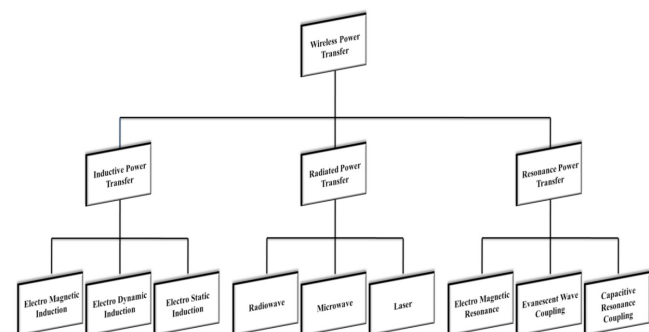 Wireless Power
Transfer
Inductive Power
Transfer
Radiated Power
Transfer
Resonance Power
Transfer
Electro Magnetic
Induction
Electro Dynamic
Induction
Electro Static
Induction
Radiowave
Microwave
Laser
Electro Magnetic
Resonance
Evanescent Wave
Coupling
Capacitive
Resonance
Coupling